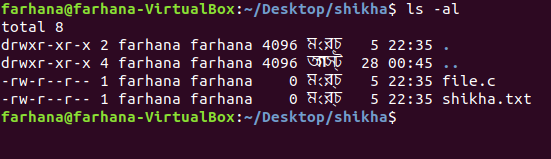 farhana@farhana-VirtualBox:~/Desktop/shikha$ ls -al
total 8
drwxr-xr-x 2 farhana farhana 4096 মার্চ 5 22:35 .
drwxr-xr-x 4 farhana farhana 4096 28 00:45 ..
-rw-r--r-- 1 farhana farhana 0 মার্চ 5 22:35 file.c
-rw-r--r-- 1 farhana farhana 0 মার্চ 5 22:35 shikha.txt
farhana@farhana-VirtualBox:~/Desktop/shikha$